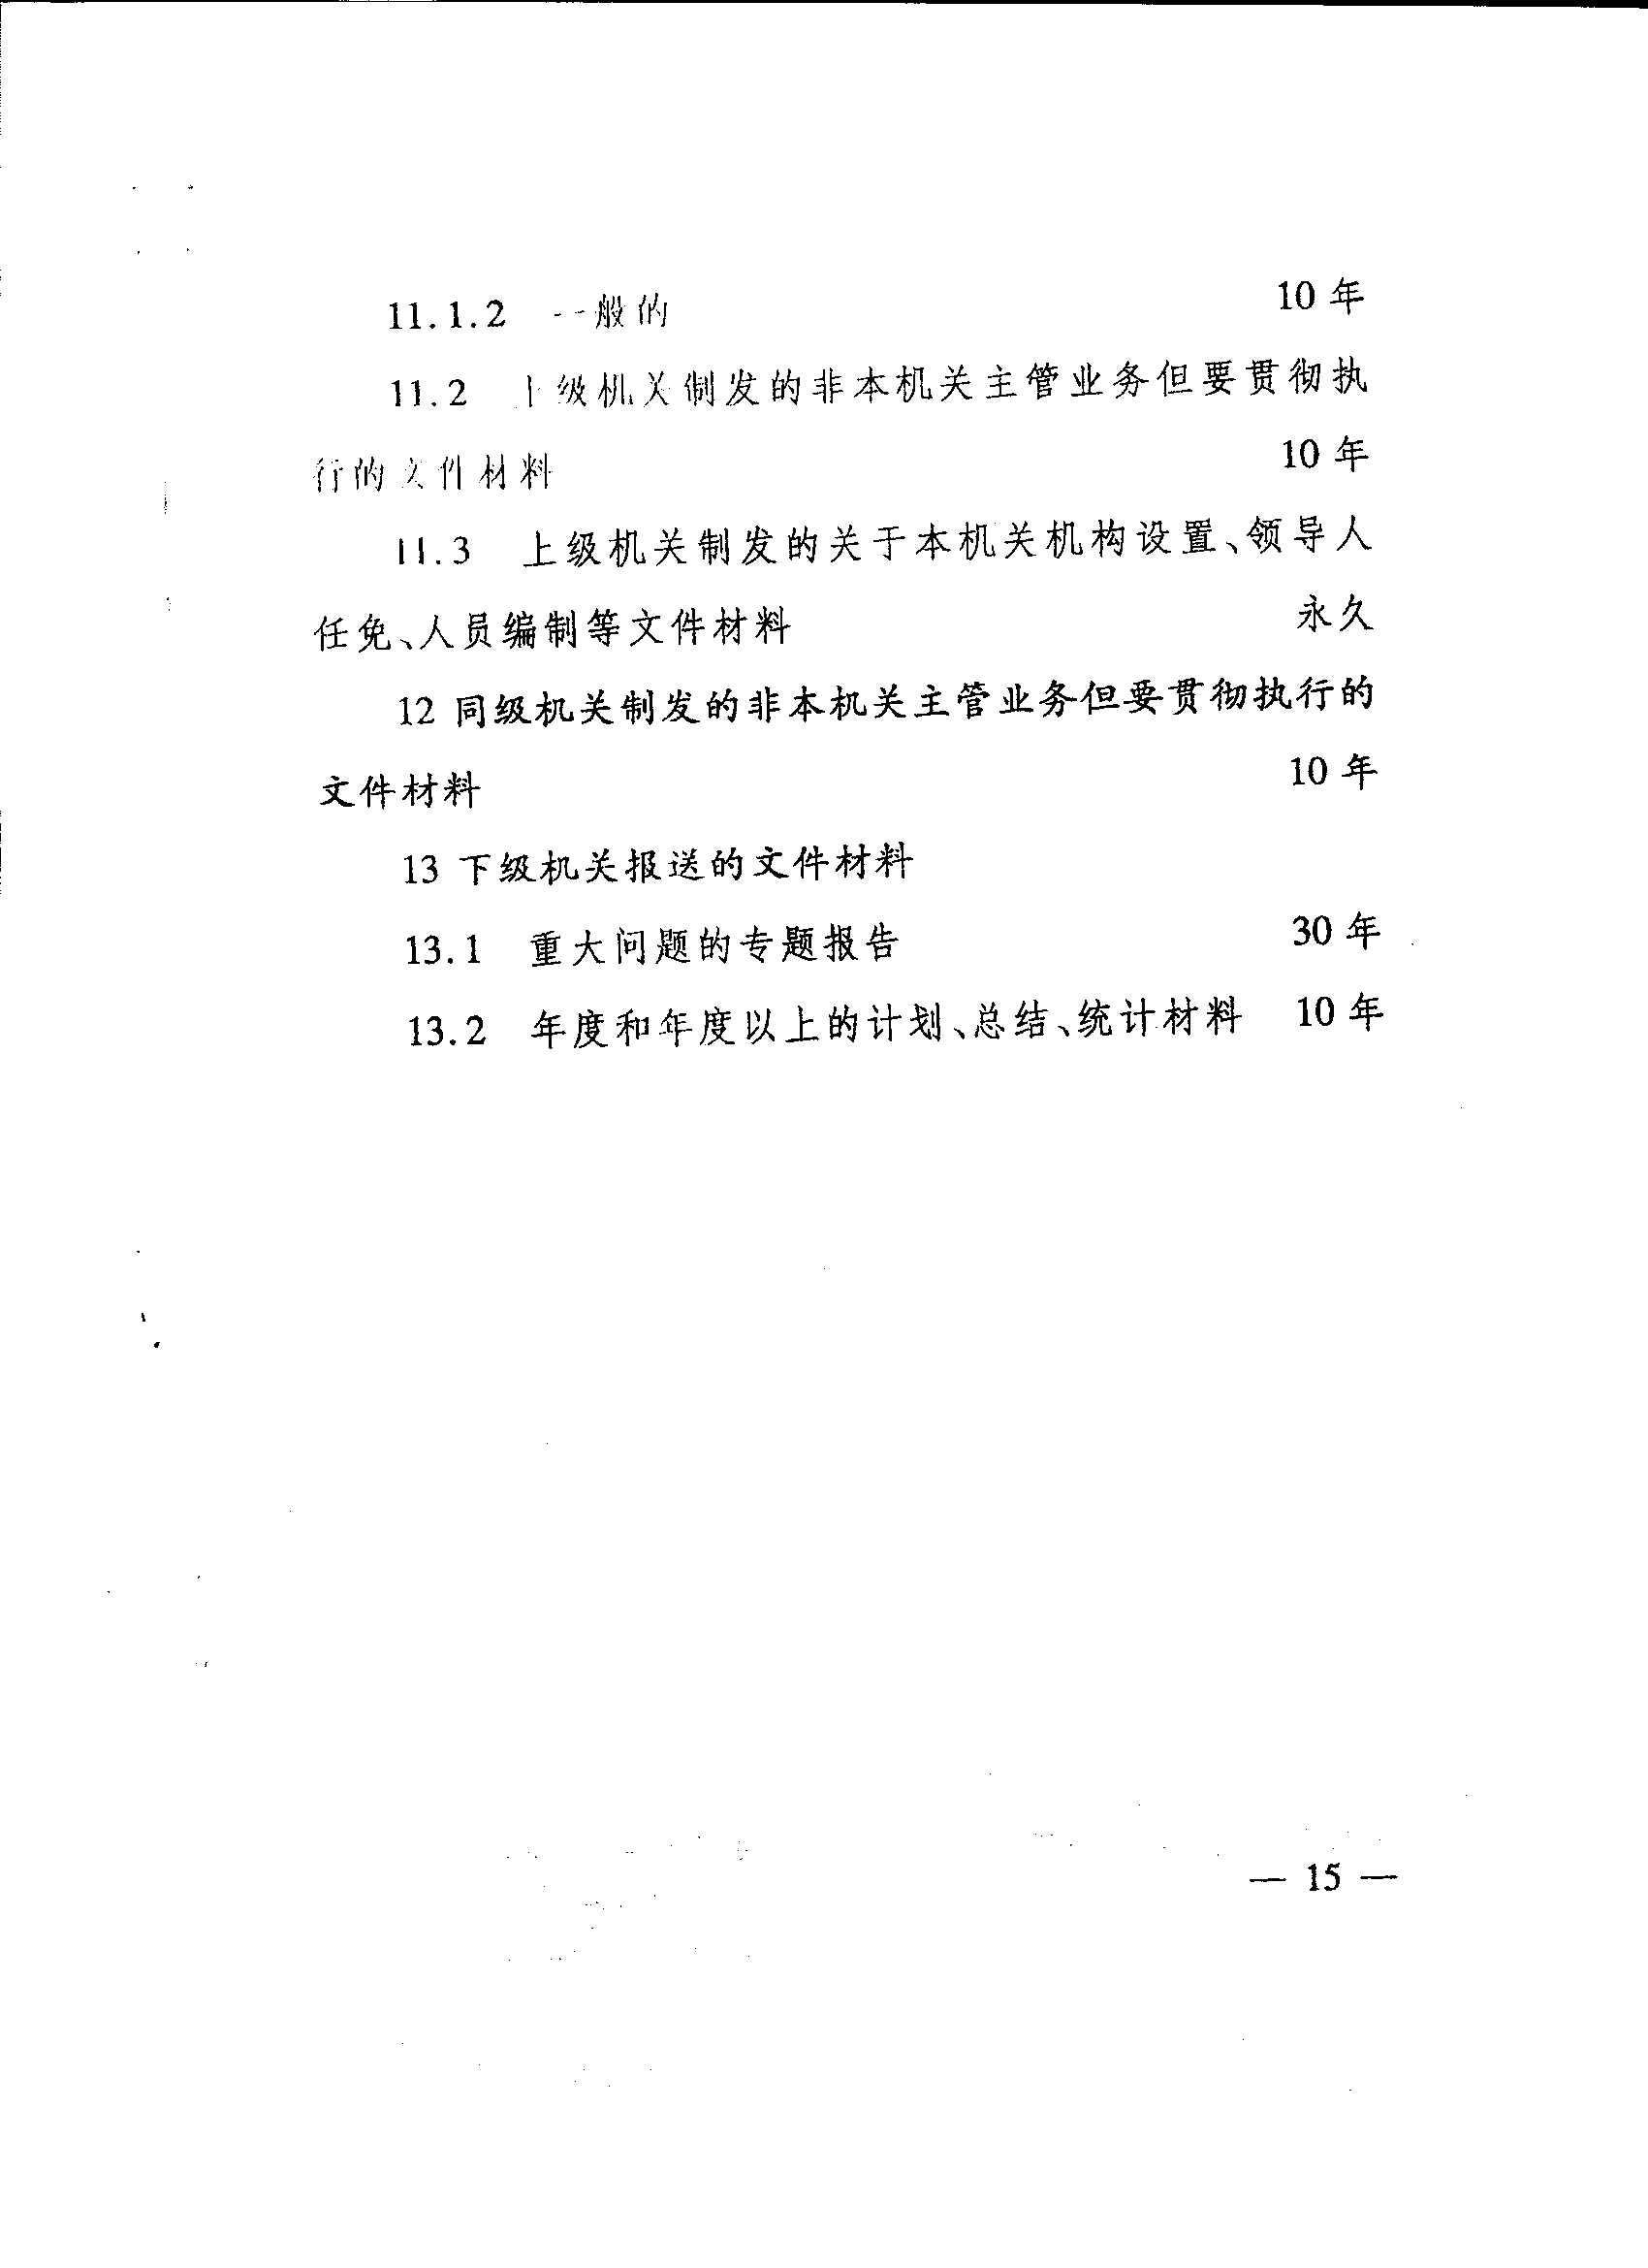 11.1.2 一般的 10年
11.2 上级机关制发的非本机关主管业务但要贯彻执
行的文件材料 10年
11.3 上级机关制发的关于本机关机构设置、领导人
任免、人员编制等文件材料 永久
12 同级机关制发的非本机关主管业务但要贯彻执行的
文件材料 10年
13 下级机关报送的文件材料
13.1 重大问题的专题报告 30年
13.2 年度和年度以上的计划、总结、统计材料 10年
— 15 —